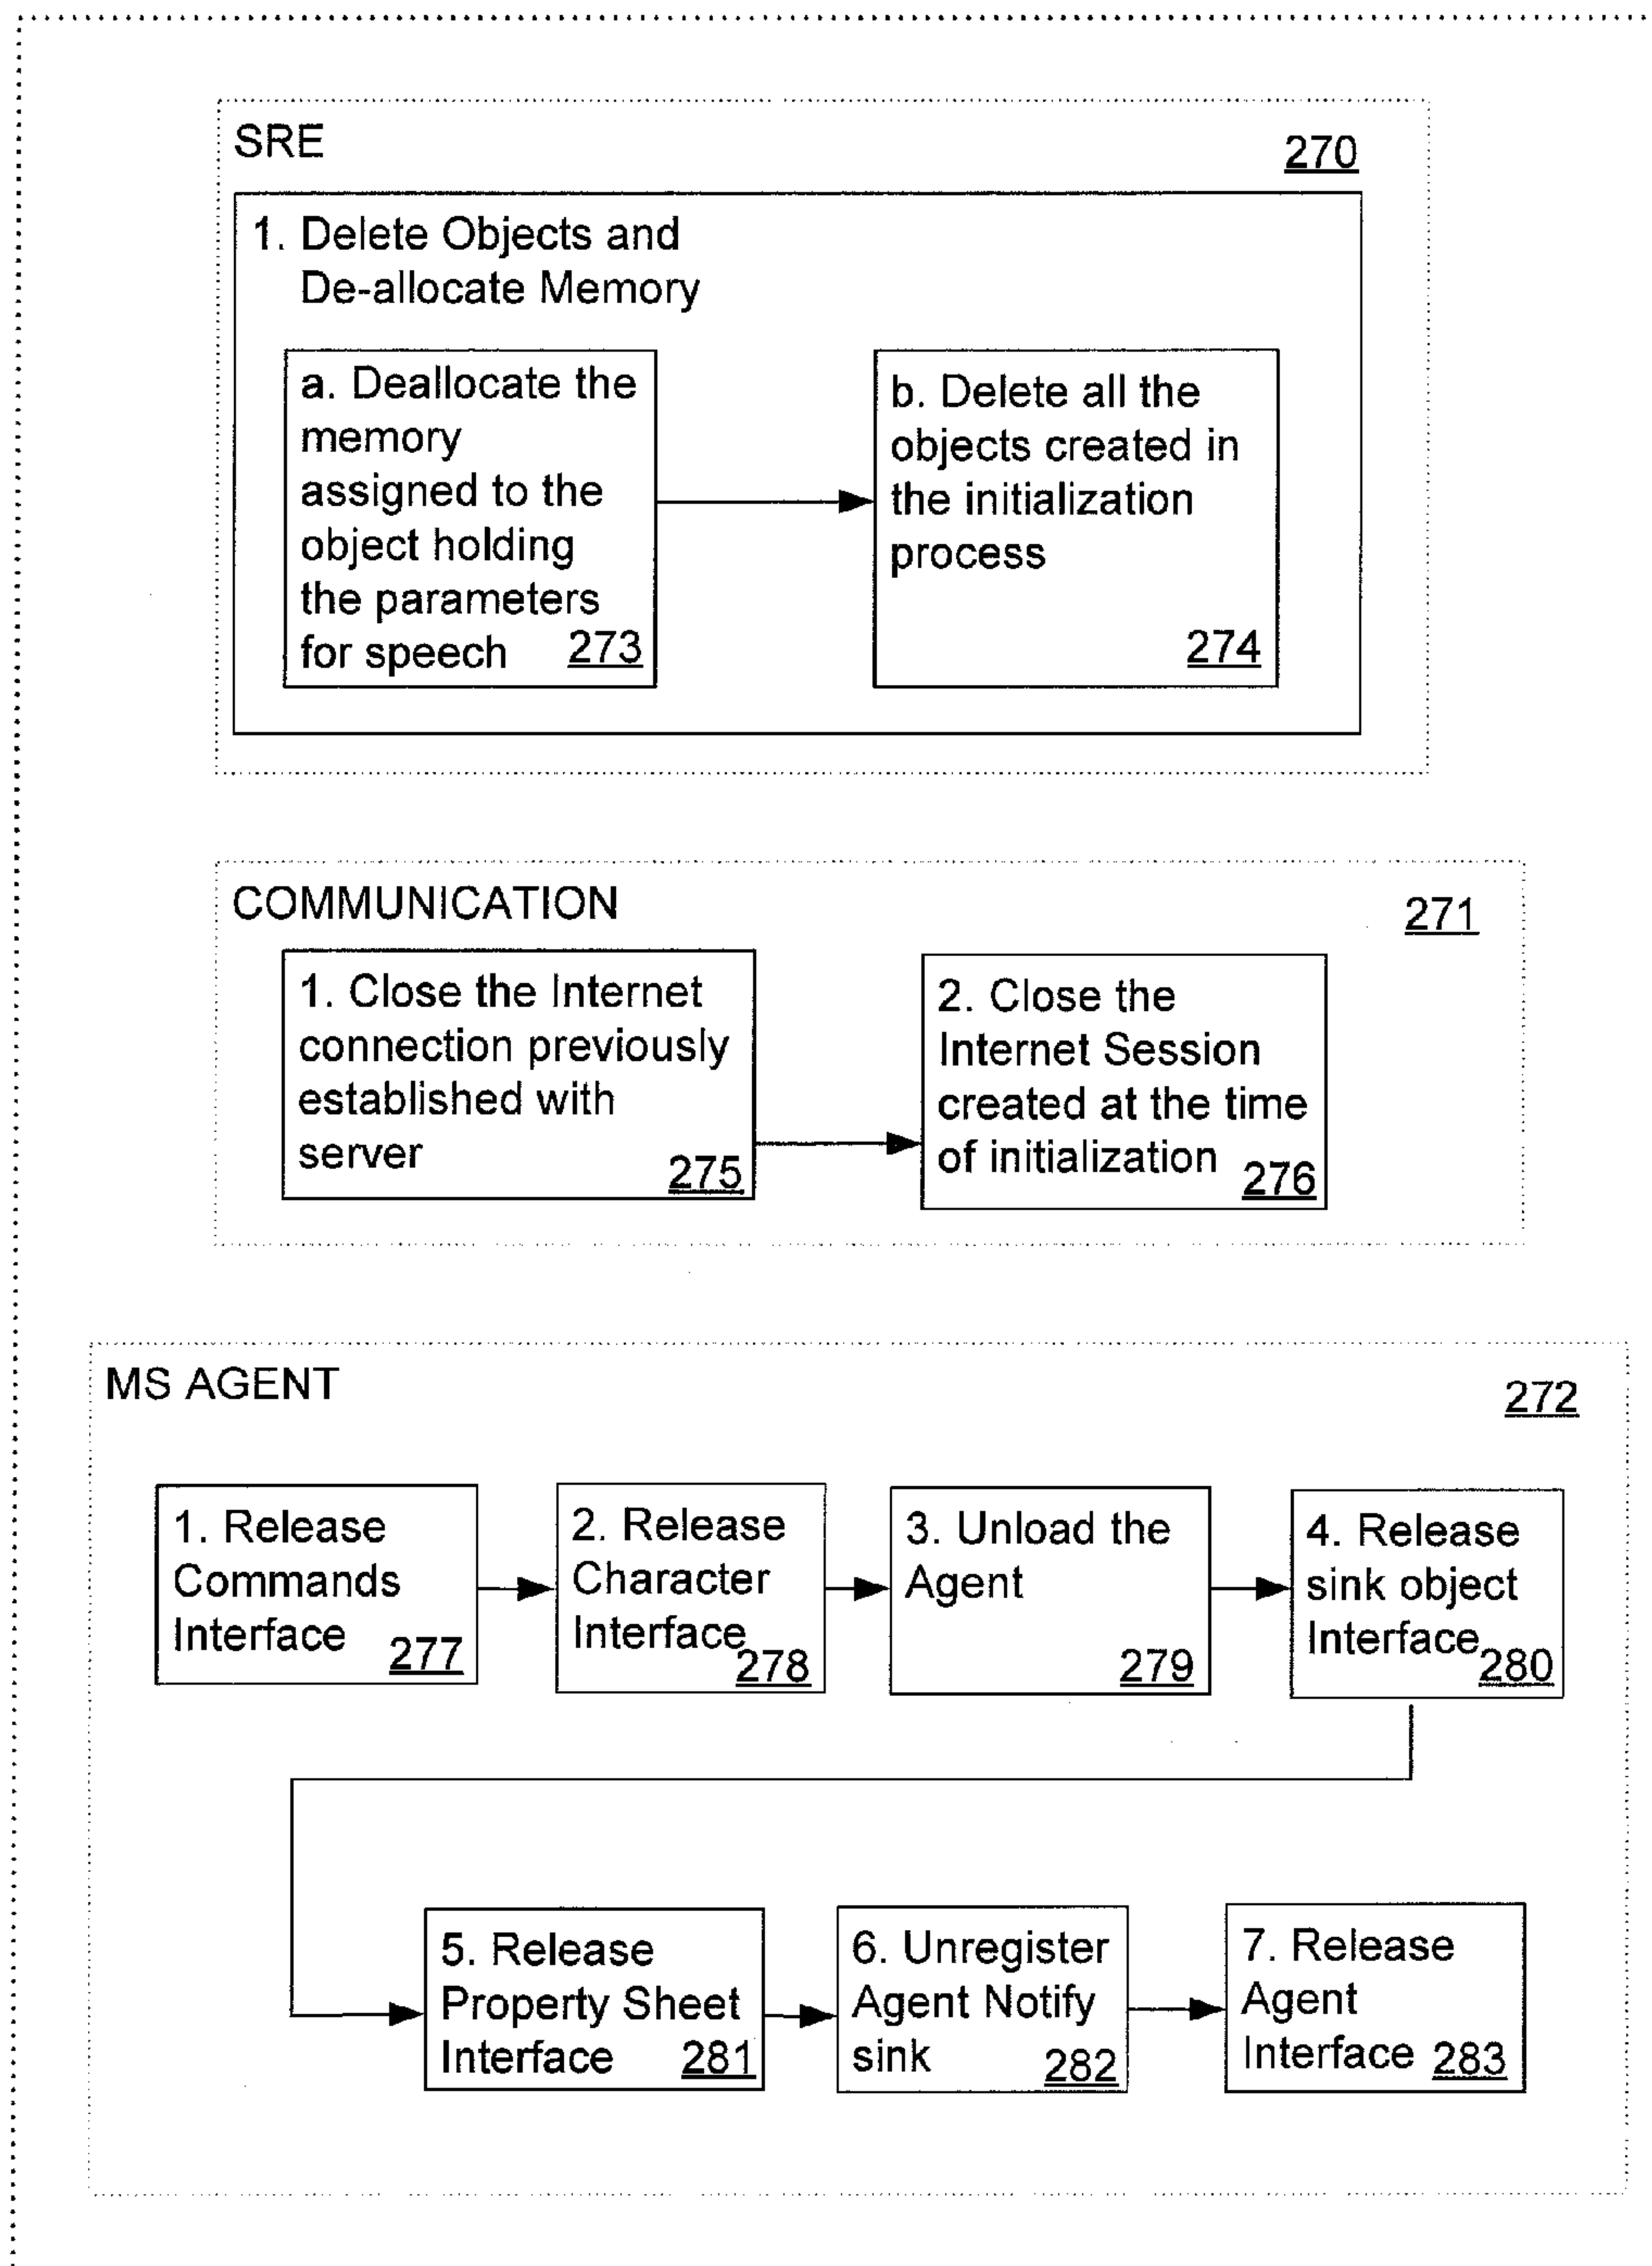 SRE
270
1. Delete Objects and
De-allocate Memory
a. Deallocate the
memory
assigned to the
object holding
the parameters
for speech 273
b. Delete all the
objects created in
the initialization
process
274
COMMUNICATION
271
1. Close the Internet
connection previously
established with
server
275
2. Close the
Internet Session
created at the time
of initialization
276
MS AGENT
272
1. Release
Commands
Interface
277
2. Release
Character
Interface
278
3. Unload the
Agent
279
4. Release
sink object
Interface
280
5. Release
Property Sheet
Interface 281
6. Unregister
Agent Notify
sink 282
7. Release
Agent
Interface 283